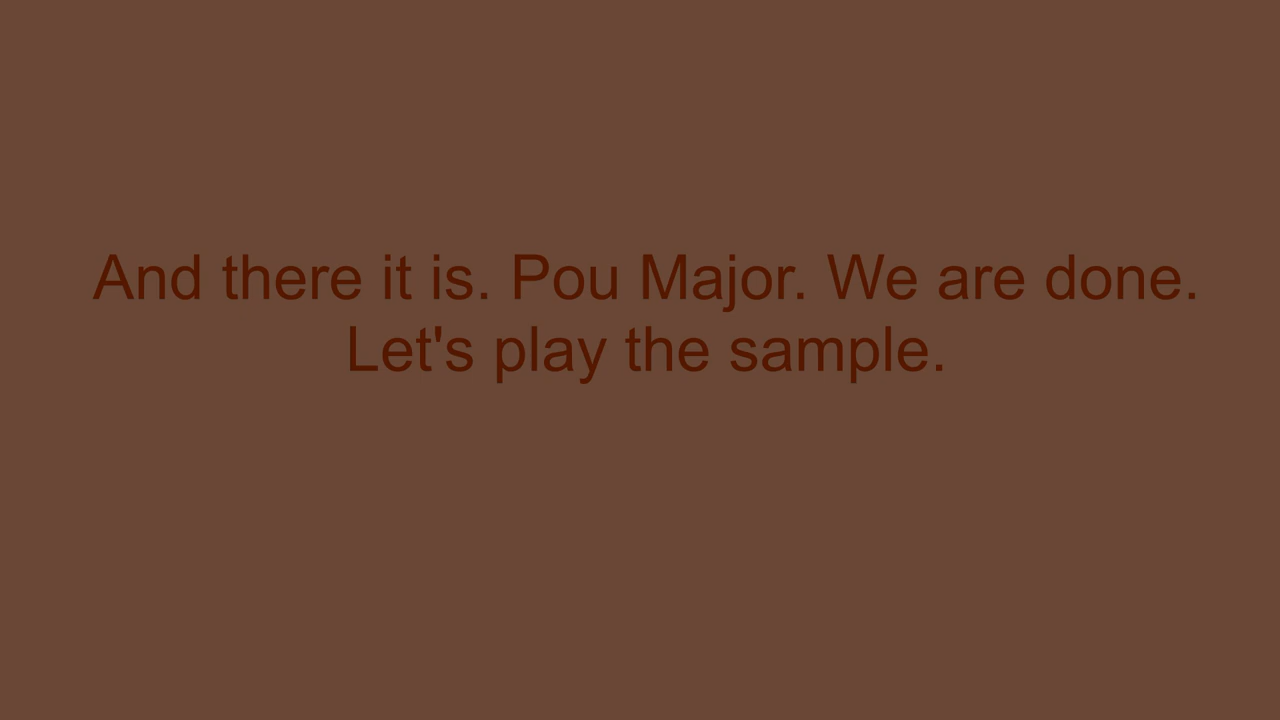 And there it is. Pou Major. We are done.
Let's play the sample.